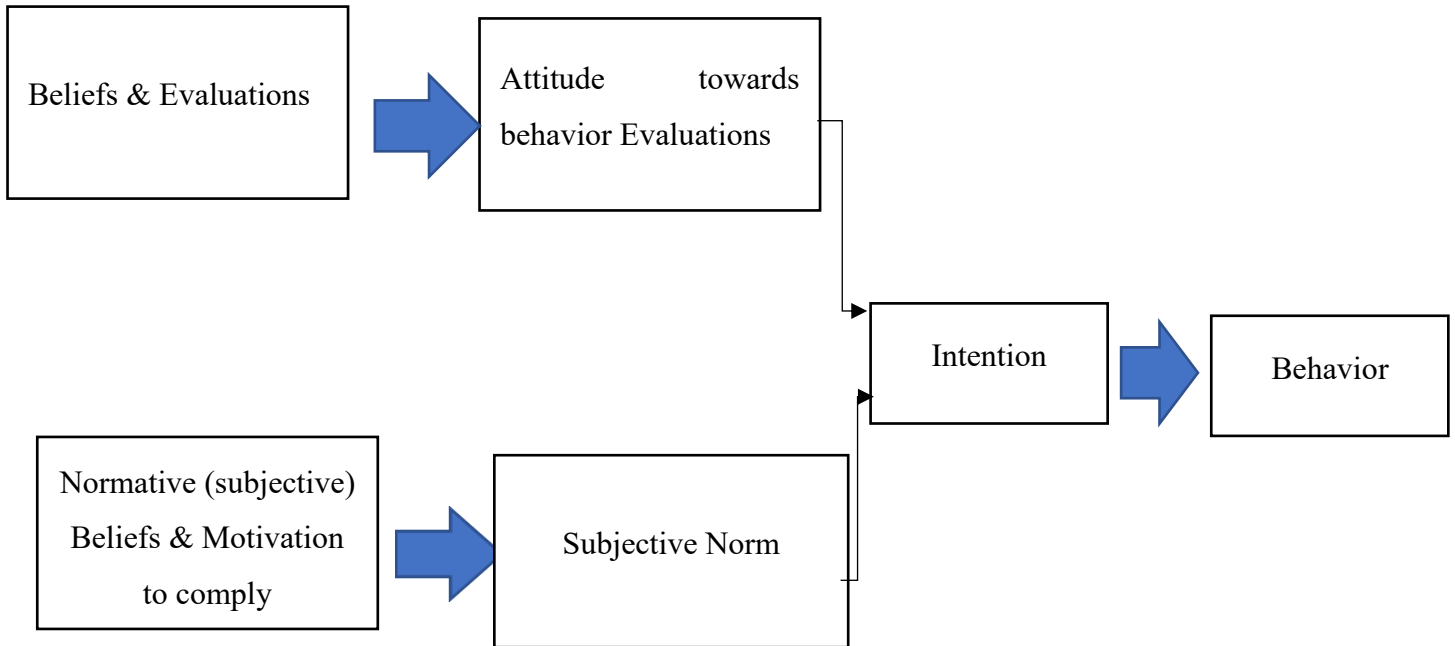 Beliefs & Evaluations
Attitude towards
behavior Evaluations
Intention
Behavior
Normative (subjective)
Beliefs & Motivation
to comply
Subjective Norm